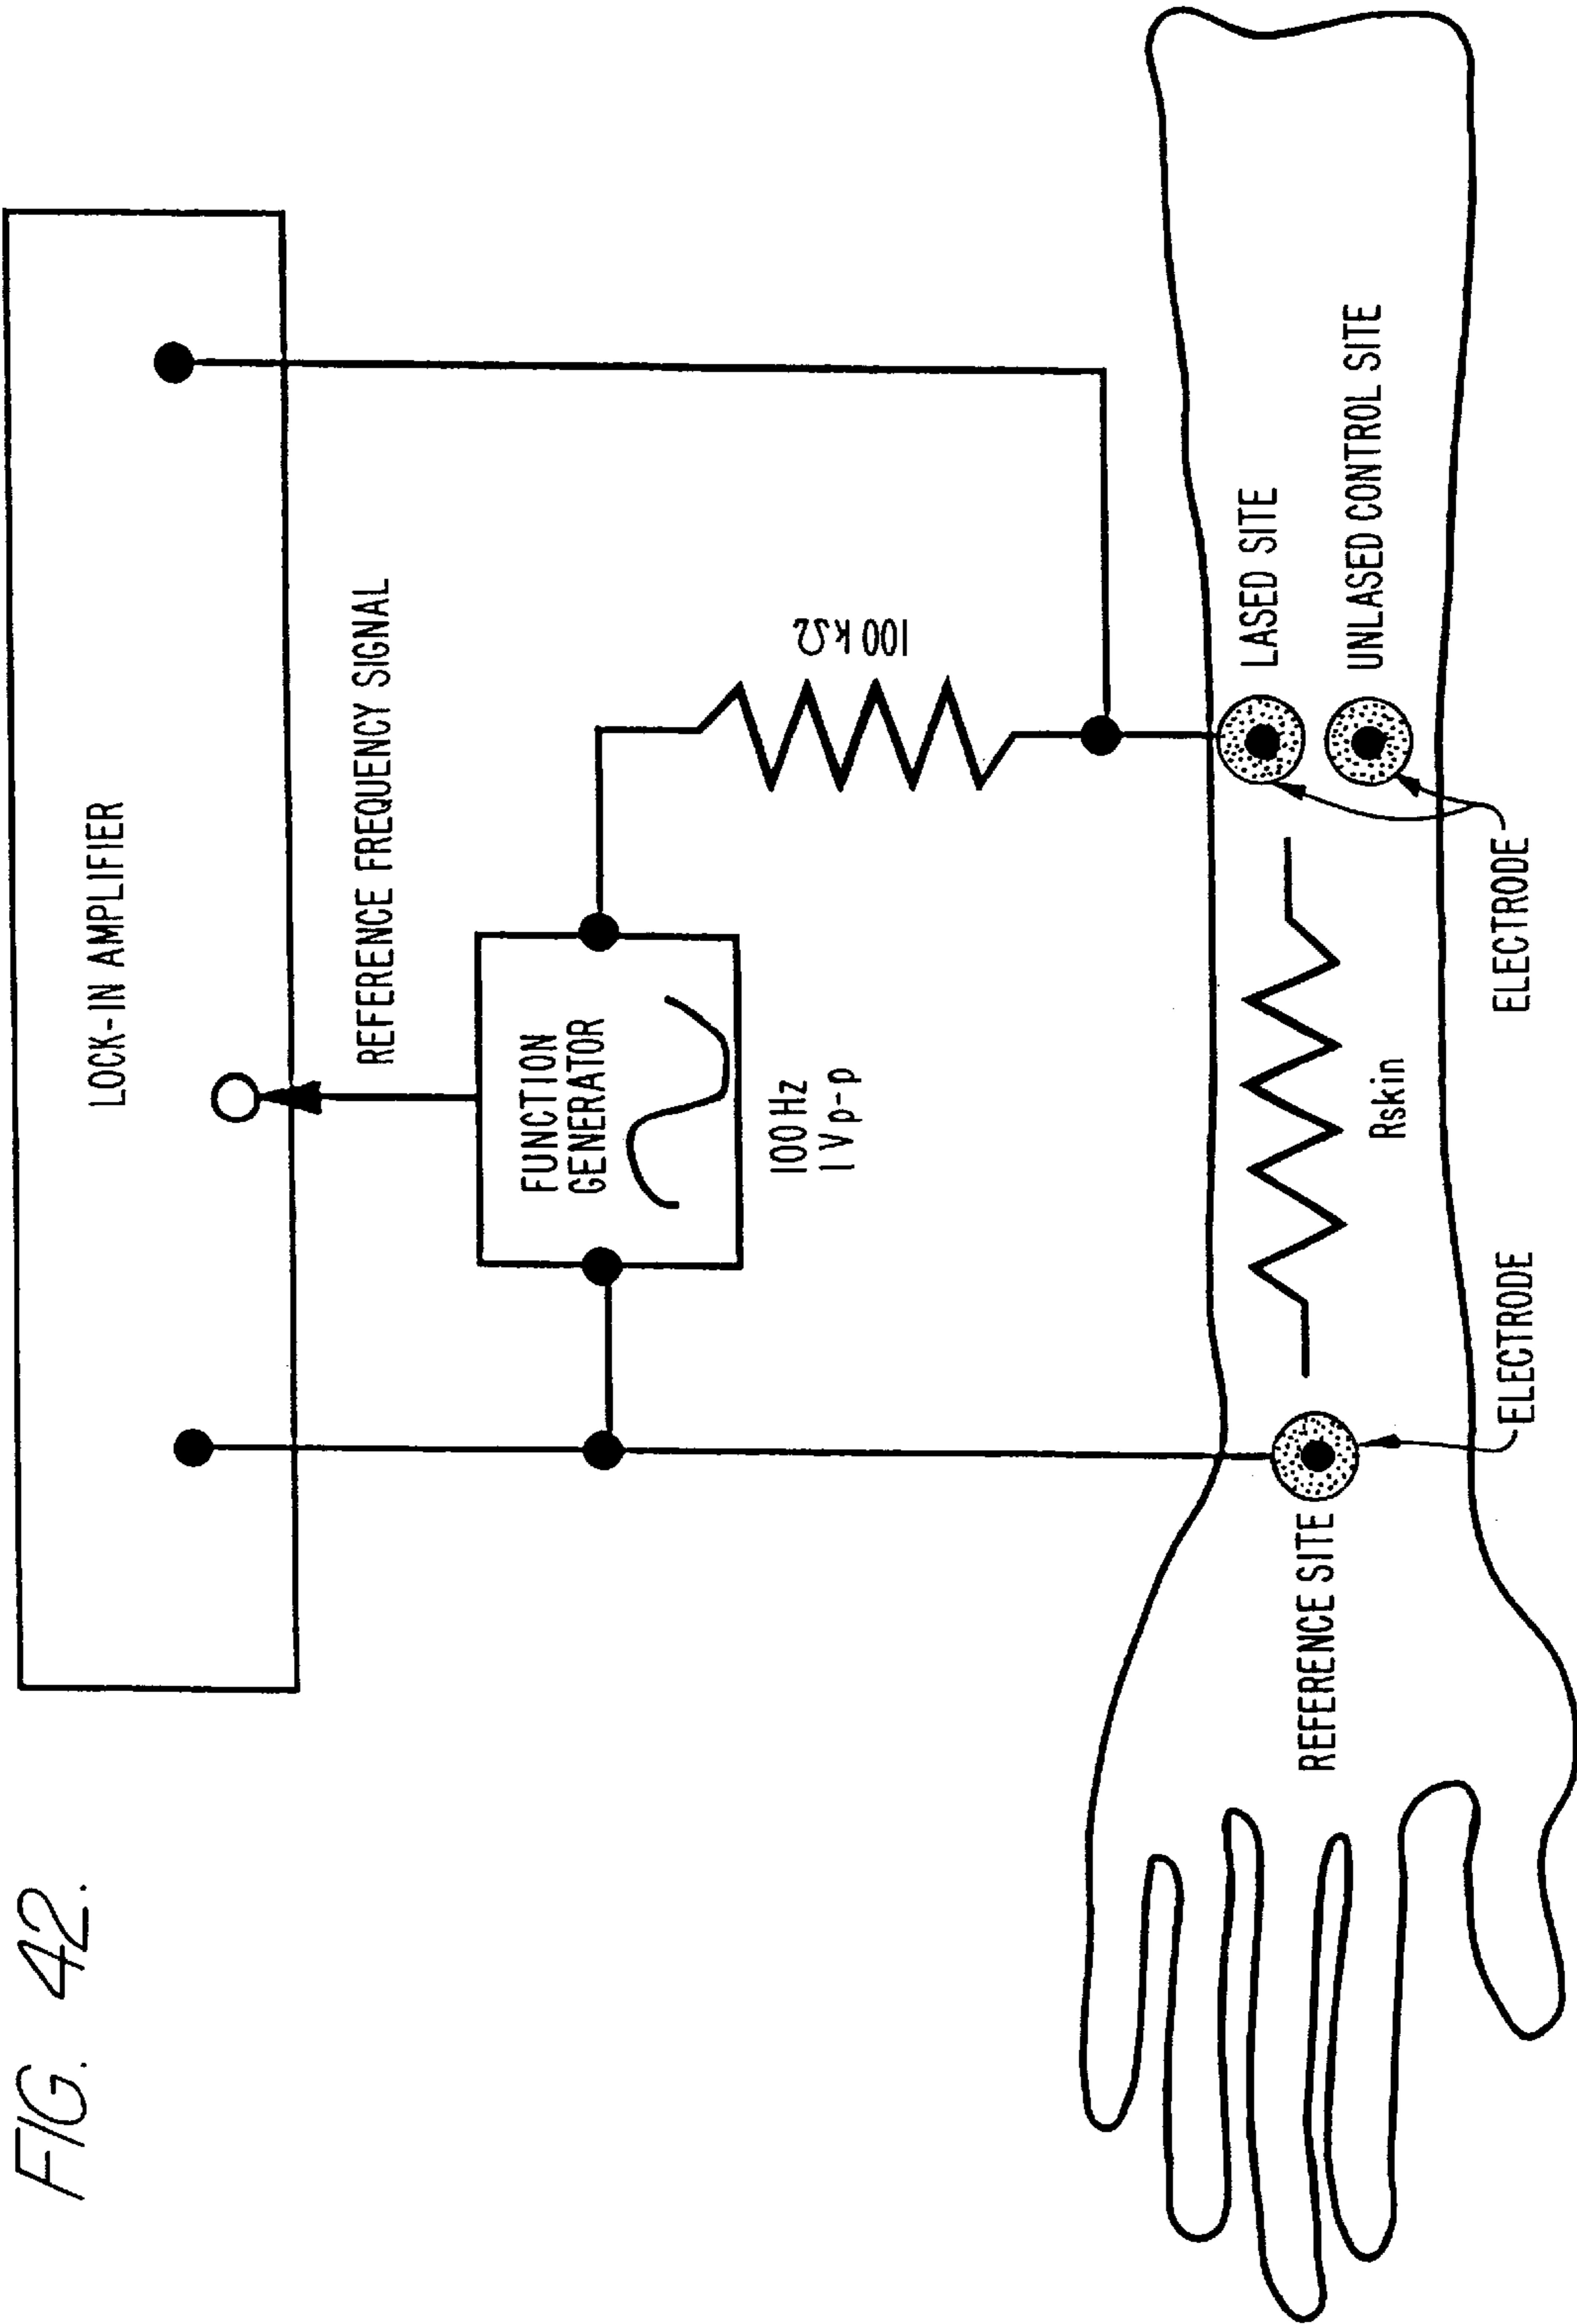 FIG. 42.
LOCK-IN AMPLIFIER
REFERENCE FREQUENCY SIGNAL
FUNCTION
GENERATOR
100 Hz
1 V p-p
100 kΩ
LASED SITE
UNLASED CONTROL SITE
Rskin
REFERENCE SITE
ELECTRODE
ELECTRODE